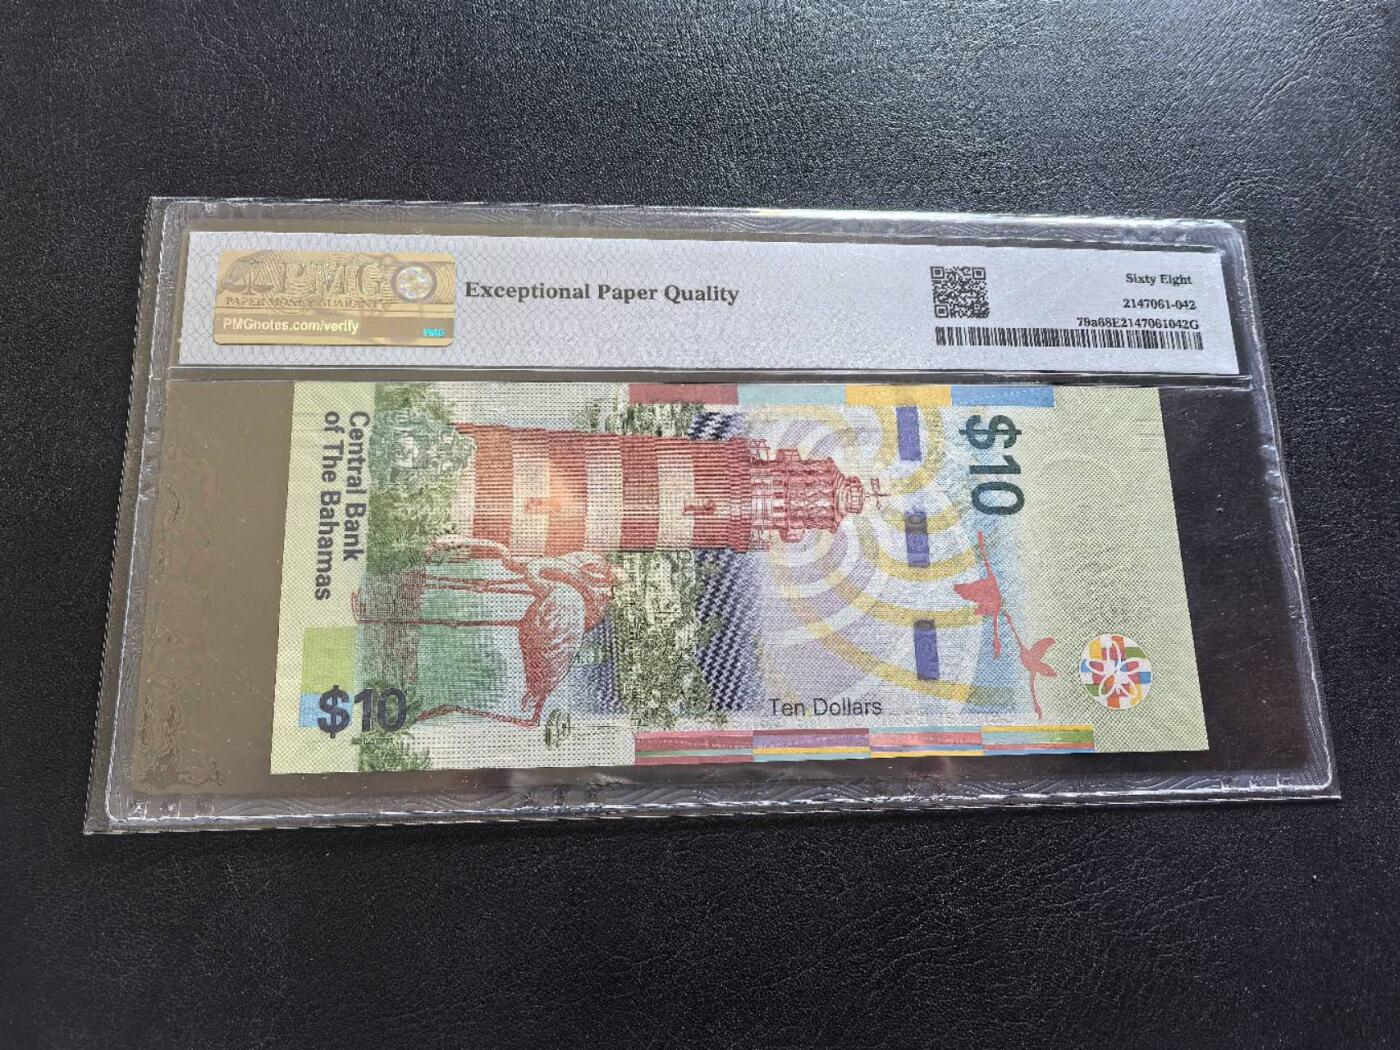 PMG
PAPER MONEY GUARANTY
PMGnotes.com/verify
Exceptional Paper Quality
Sixty Eight
2147061-042
79a68E2147061042G
Central Bank
of The Bahamas
$10
$10
Ten Dollars